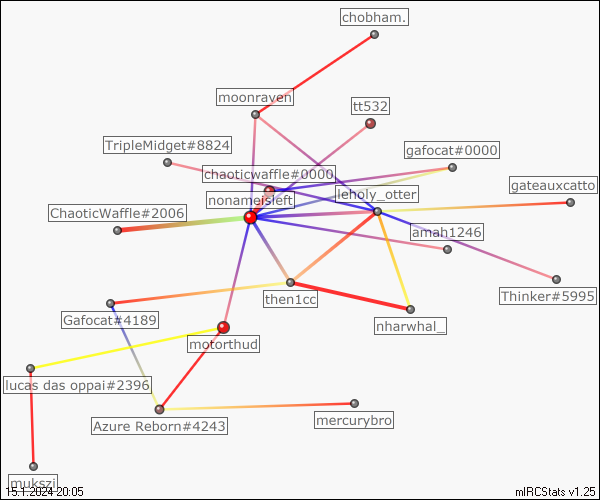 chobham.
moonraven
tt532
TripleMidget#8824
gafocat#0000
chaoticwaffle#0000
leholy_otter
gateauxcatto
nonameisleft
ChaoticWaffle#2006
amah1246
Thinker#5995
then1cc
Gafocat#4189
nharwhal_
motorthud
lucas das oppai#2396
mercurybro
Azure Reborn#4243
mukszi
15.1.2024 20:05
mIRCStats v1.25